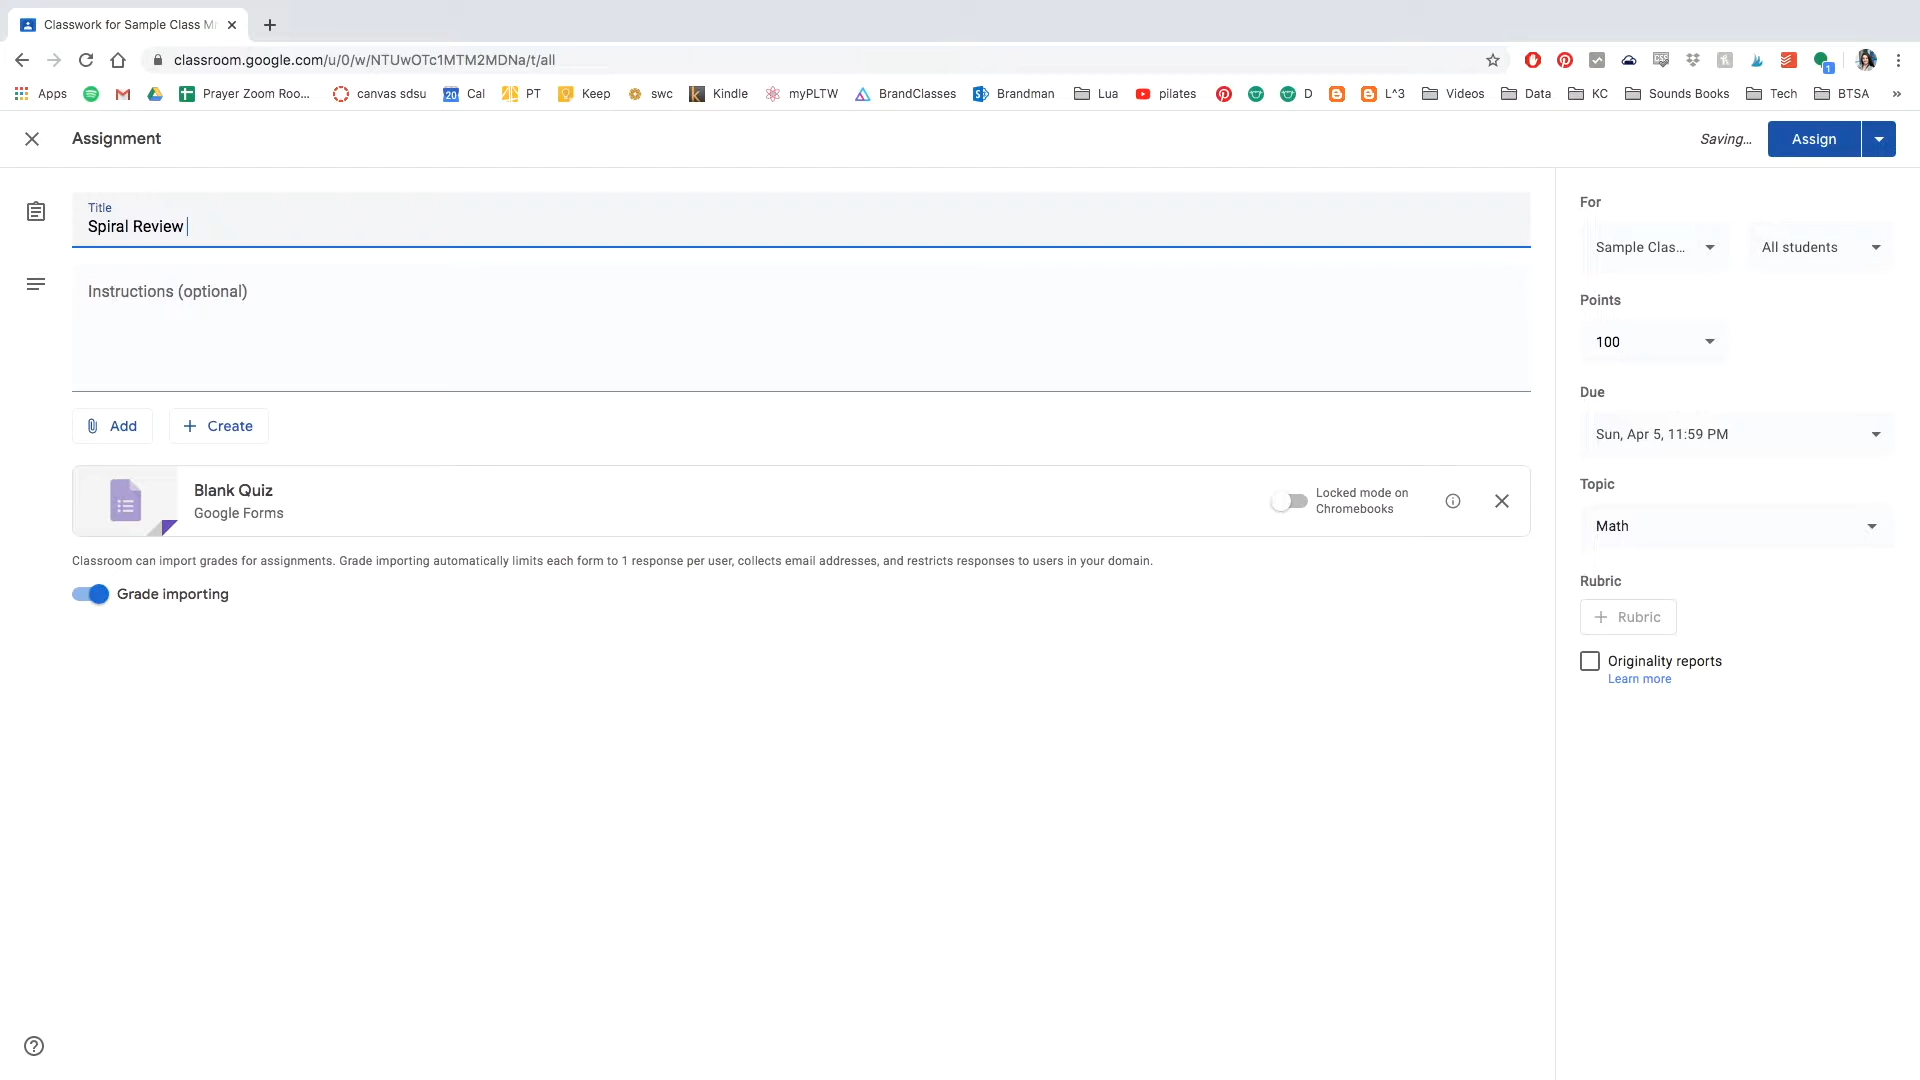 Classwork for Sample Class Mr
classroom.google.com/u/0/w/NTUwOTc1MTM2MDNa/t/all
1
Apps
Prayer Zoom Roo...
canvas sdsu
20
Cal
PT
Keep
swc
Kindle
myPLTW
BrandClasses
Brandman
Lua
pilates
D
L^3
Videos
Data
KC
Sounds Books
Tech
BTSA
»
Assignment
Saving...
Assign
Title
Spiral Review
Instructions (optional)
Add
Create
Blank Quiz
Google Forms
Locked mode on
Chromebooks
Classroom can import grades for assignments. Grade importing automatically limits each form to 1 response per user, collects email addresses, and restricts responses to users in your domain.
Grade importing
For
Sample Clas...
All students
Points
100
Due
Sun, Apr 5, 11:59 PM
Topic
Math
Rubric
Rubric
Originality reports
Learn more